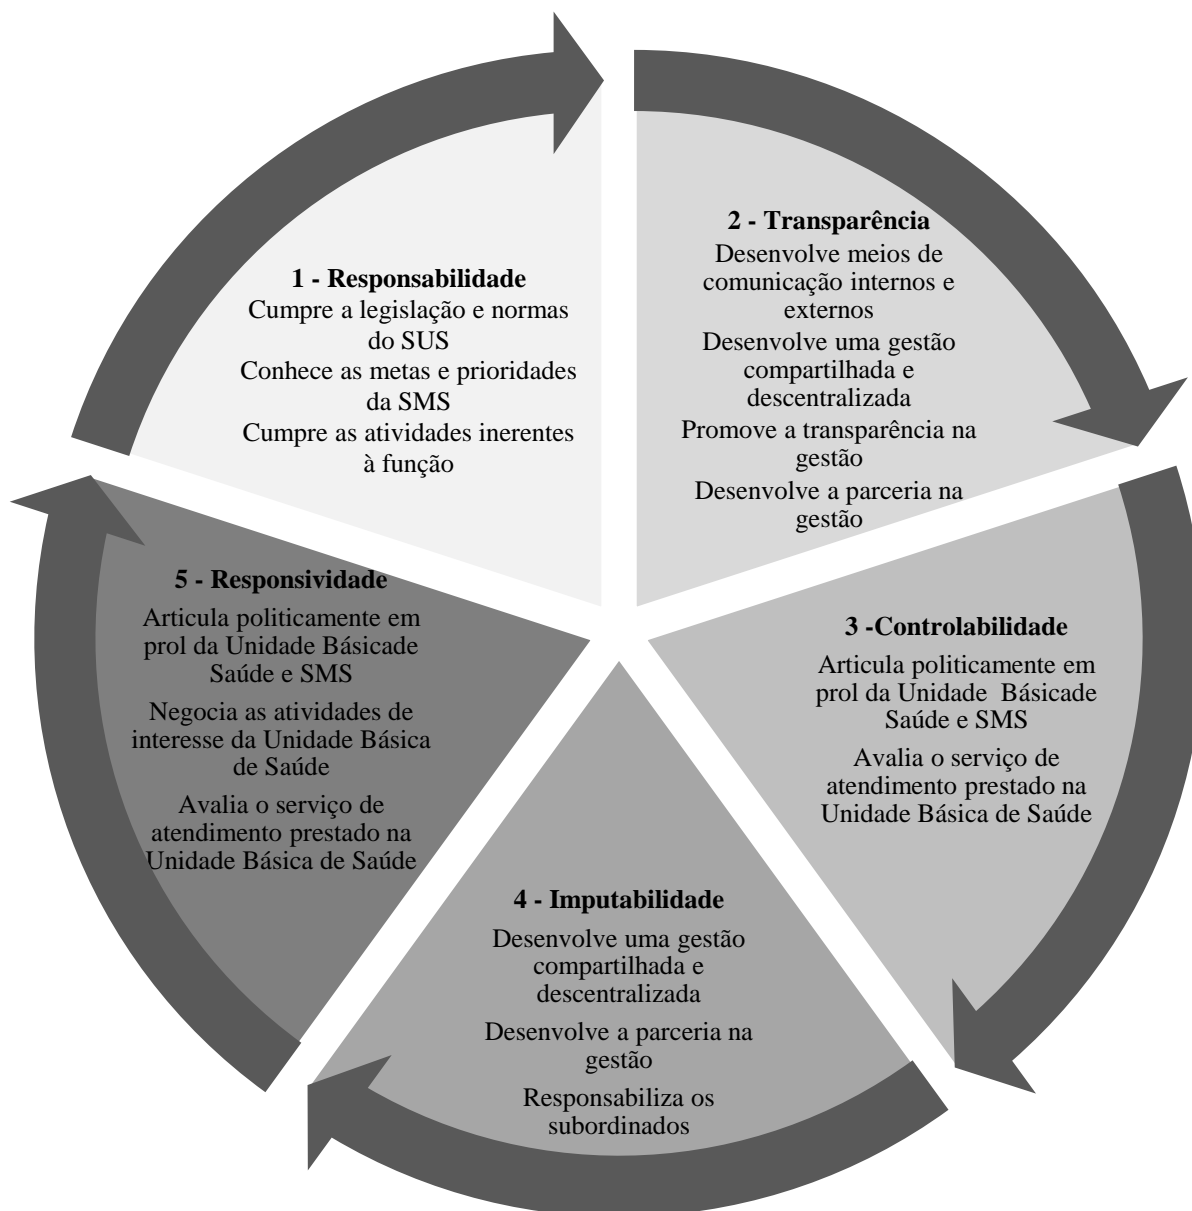 1 - Responsabilidade
Cumpre a legislação e normas
do SUS
Conhece as metas e prioridades
da SMS
Cumpre as atividades inerentes
à função
2 - Transparência
Desenvolve meios de
comunicação internos e
externos
Desenvolve uma gestão
compartilhada e
descentralizada
Promove a transparência na
gestão
Desenvolve a parceria na
gestão
3 -Controlabilidade
Articula politicamente em
prol da Unidade  Básicade
Saúde e SMS
Avalia o serviço de
atendimento prestado na
Unidade Básica de Saúde
4 - Imputabilidade
Desenvolve uma gestão
compartilhada e
descentralizada
Desenvolve a parceria na
gestão
Responsabiliza os
subordinados
5 - Responsividade
Articula politicamente em
prol da Unidade Básicade
Saúde e SMS
Negocia as atividades de
interesse da Unidade Básica
de Saúde
Avalia o serviço de
atendimento prestado na
Unidade Básica de Saúde